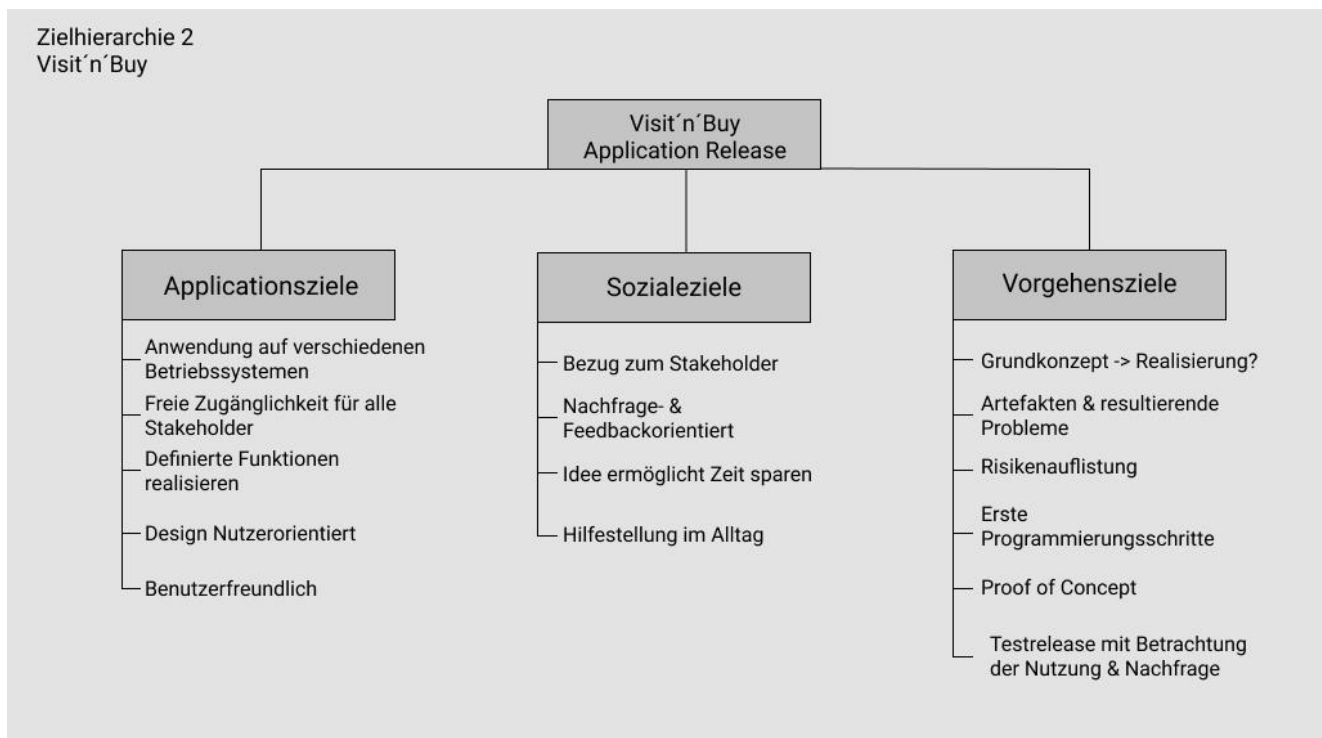 Zielhierarchie 2
Visit´n´Buy
Visit´n´Buy
Application Release
Applicationsziele
Anwendung auf verschiedenen
Betriebssystemen
Freie Zugänglichkeit für alle
Stakeholder
Definierte Funktionen
realisieren
Design Nutzerorientiert
Benutzerfreundlich
Sozialeziele
Bezug zum Stakeholder
Nachfrage- &
Feedbackorientiert
Idee ermöglicht Zeit sparen
Hilfestellung im Alltag
Vorgehensziele
Grundkonzept -> Realisierung?
Artefakten & resultierende
Probleme
Risikenauflistung
Erste
Programmierungsschritte
Proof of Concept
Testrelease mit Betrachtung
der Nutzung & Nachfrage